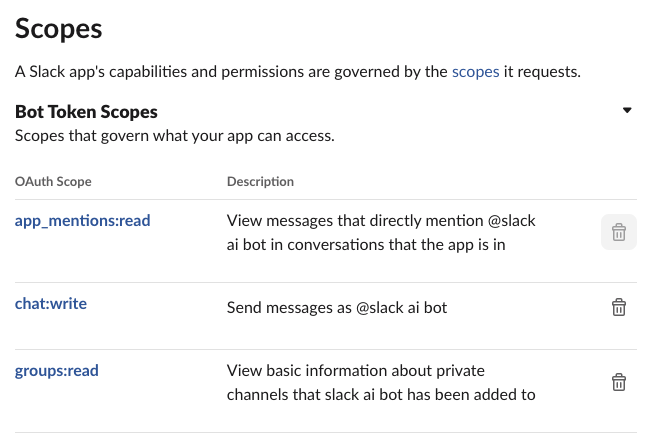 Scopes
A Slack app's capabilities and permissions are governed by the scopes it requests.
Bot Token Scopes
Scopes that govern what your app can access.
OAuth Scope Description
app_mentions:read View messages that directly mention @slack
ai bot in conversations that the app is in
chat:write Send messages as @slack ai bot
groups:read View basic information about private
channels that slack ai bot has been added to